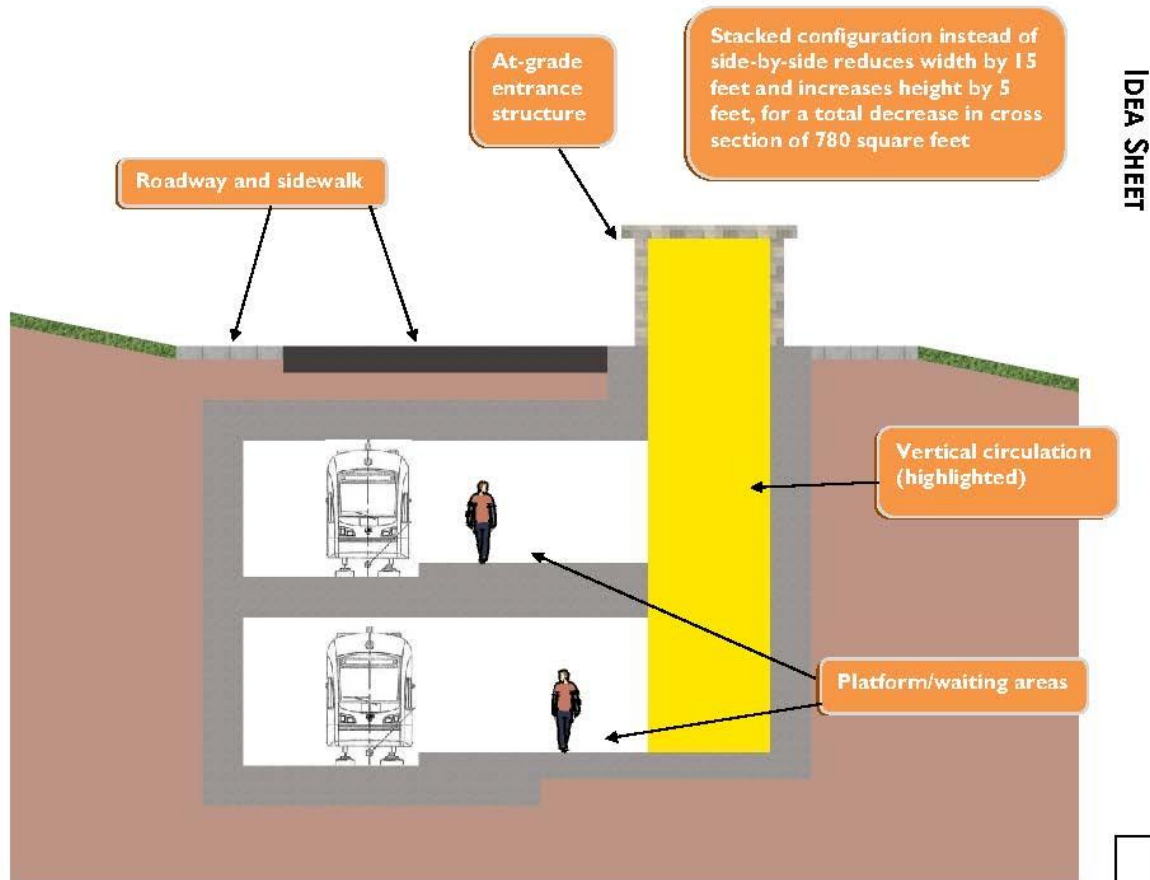 At-grade
entrance
structure
Stacked configuration instead of
side-by-side reduces width by 15
feet and increases height by 5
feet, for a total decrease in cross
section of 780 square feet
IDEA SHEET
Roadway and sidewalk
Vertical circulation
(highlighted)
Platform/waiting areas